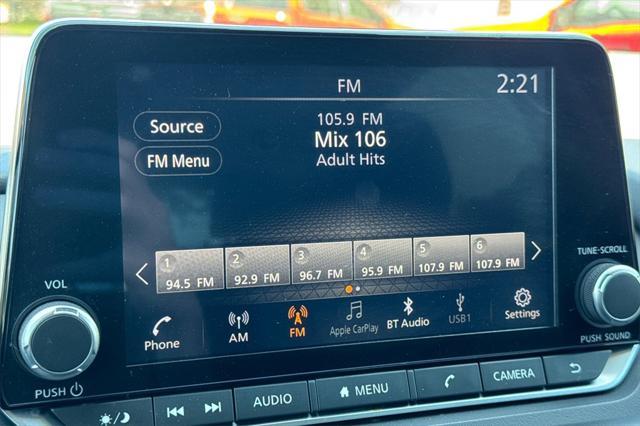 FM
2:21
Source
105.9 FM
Mix 106
FM Menu
Adult Hits
1 2 3 4 5 6
94.5 FM 92.9 FM 96.7 FM 95.9 FM 107.9 FM 107.9 FM
Phone AM FM Apple CarPlay BT Audio USB1 Settings
VOL
PUSH
TUNE-SCROLL
PUSH SOUND
AUDIO
MENU
CAMERA